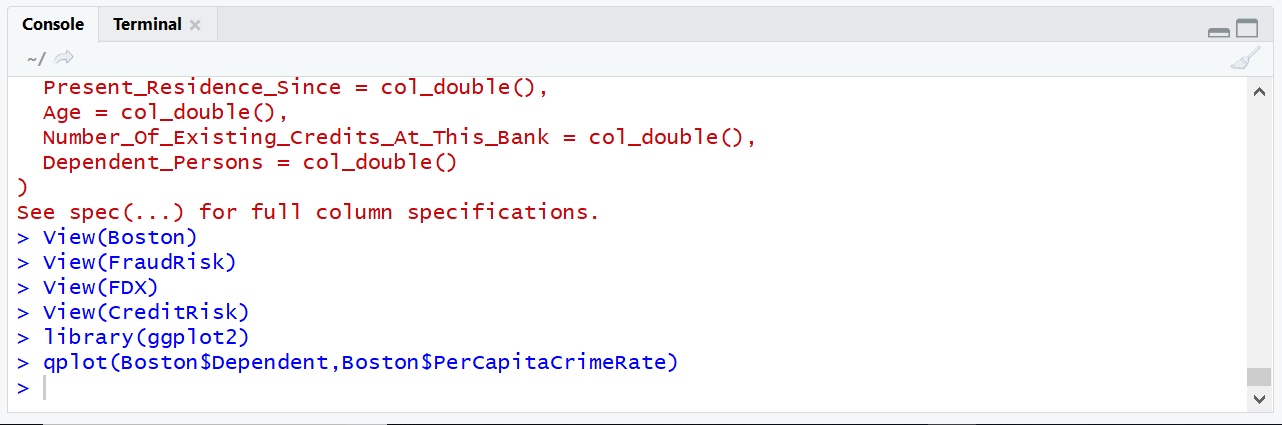 Console Terminal
~/
Present_Residence_Since = col_double(),
Age = col_double(),
Number_Of_Existing_Credits_At_This_Bank = col_double(),
Dependent_Persons = col_double()
)
See spec(...) for full column specifications.
> View(Boston)
> View(FraudRisk)
> View(FDX)
> View(CreditRisk)
> library(ggplot2)
> qplot(Boston$Dependent,Boston$PerCapitaCrimeRate)
>